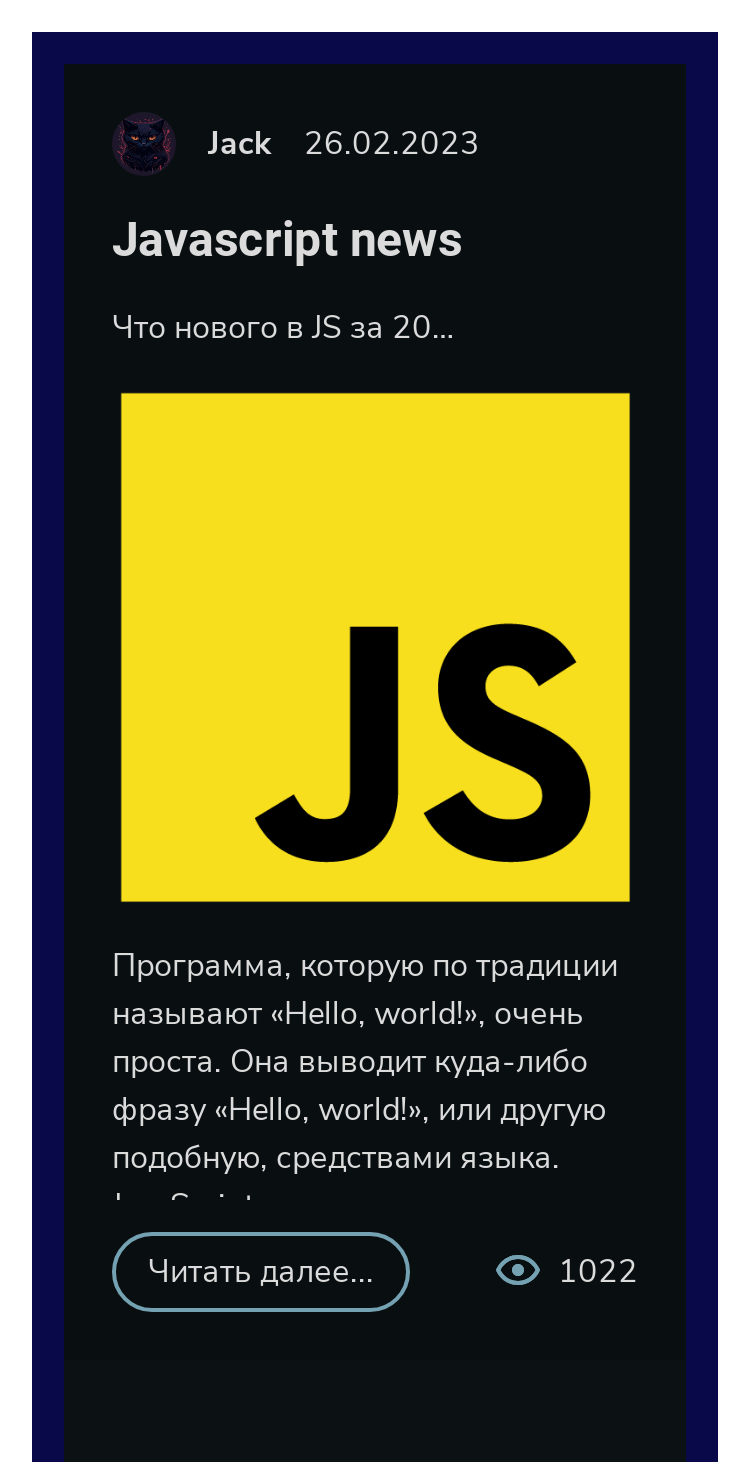 Jack 26.02.2023
Javascript news
Что нового в JS за 20...
JS
Программа, которую по традиции
называют «Hello, world!», очень
проста. Она выводит куда-либо
фразу «Hello, world!», или другую
подобную, средствами языка.
Читать далее... 1022